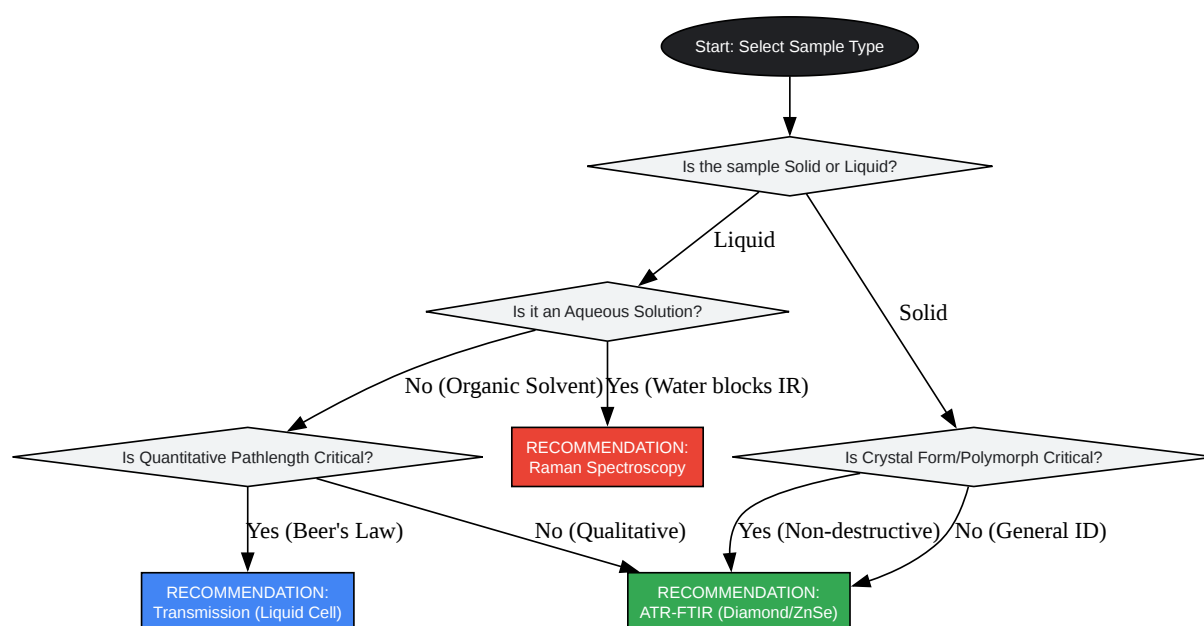 Start: Select Sample Type
Is the sample Solid or Liquid?
Liquid
Solid
Is it an Aqueous Solution?
No (Organic Solvent)
Yes (Water blocks IR)
Is Quantitative Pathlength Critical?
RECOMMENDATION:
Raman Spectroscopy
Is Crystal Form/Polymorph Critical?
Yes (Beer's Law)
No (Qualitative)
Yes (Non-destructive)
No (General ID)
RECOMMENDATION:
Transmission (Liquid Cell)
RECOMMENDATION:
ATR-FTIR (Diamond/ZnSe)